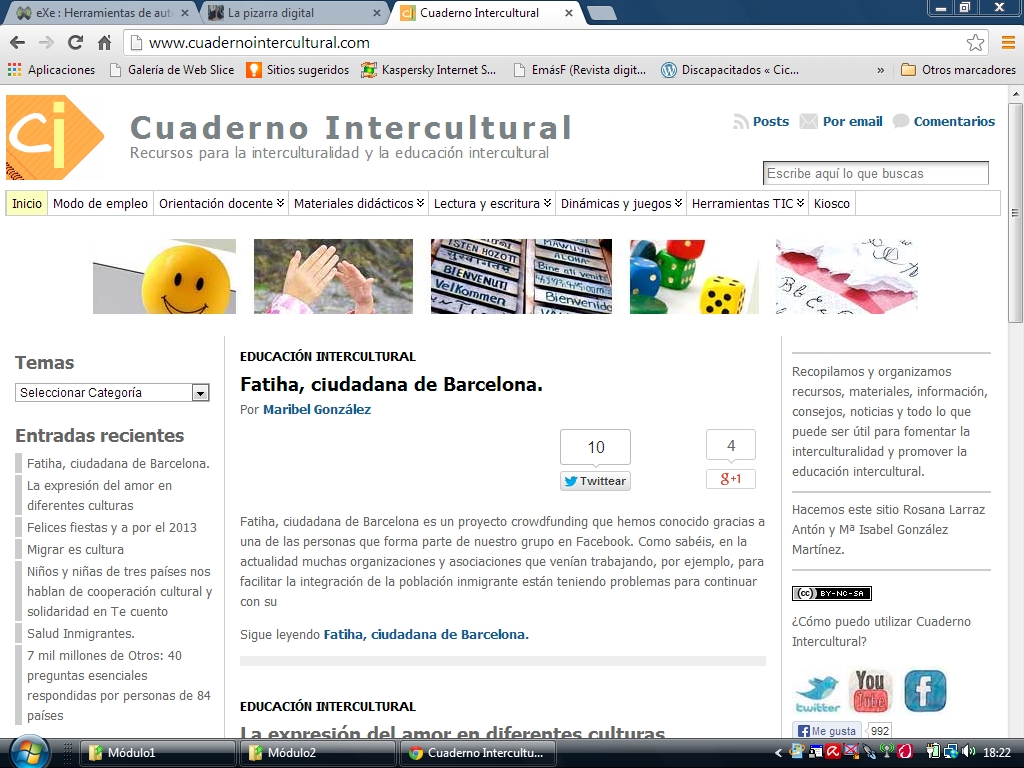 eXe : Herramientas de aut
La pizarra digital
Cuaderno Intercultural
www.cuadernointercultural.com
Aplicaciones
Galería de Web Slice
Sitios sugeridos
Kaspersky Internet S...
EmásF (Revista digit...
Discapacitados « Cic...
»
Otros marcadores
ci
Cuaderno Intercultural
Recursos para la interculturalidad y la educación intercultural
Posts
Por email
Comentarios
Escribe aquí lo que buscas
Inicio
Modo de empleo
Orientación docente
Materiales didácticos
Lectura y escritura
Dinámicas y juegos
Herramientas TIC
Kiosco
BIENVENUTI
Velkommen
MAWUYA
ALOHA
Bine ati venit
Bienvenido
Temas
Seleccionar Categoría
Entradas recientes
Fatiha, ciudadana de Barcelona.
La expresión del amor en
diferentes culturas
Felices fiestas y a por el 2013
Migrar es cultura
Niños y niñas de tres países nos
hablan de cooperación cultural y
solidaridad en Te cuento
Salud Inmigrantes.
7 mil millones de Otros: 40
preguntas esenciales
respondidas por personas de 84
países
EDUCACIÓN INTERCULTURAL
Fatiha, ciudadana de Barcelona.
Por Maribel González
10
Twittear
4
g+1
Fatiha, ciudadana de Barcelona es un proyecto crowdfunding que hemos conocido gracias a
una de las personas que forma parte de nuestro grupo en Facebook. Como sabéis, en la
actualidad muchas organizaciones y asociaciones que venían trabajando, por ejemplo, para
facilitar la integración de la población inmigrante están teniendo problemas para continuar
con su
Sigue leyendo Fatiha, ciudadana de Barcelona.
EDUCACIÓN INTERCULTURAL
La expresión del amor en diferentes culturas
Recopilamos y organizamos
recursos, materiales, información,
consejos, noticias y todo lo que
puede ser útil para fomentar la
interculturalidad y promover la
educación intercultural.
Hacemos este sitio Rosana Larraz
Antón y Mª Isabel González
Martínez.
(cc) BY-NC-SA
¿Cómo puedo utilizar Cuaderno
Intercultural?
twitter
You Tube
f
Me gusta
992
Módulo1
Módulo2
Cuaderno Intercultu...
18:22